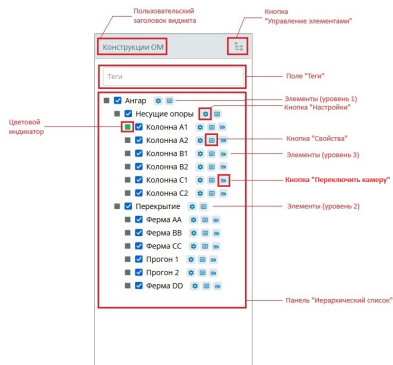 Пользовательский
заголовок виджета
Кнопка
"Управление элементами"
Конструкции ОМ
Теги
Поле "Теги"
Ангар
Элементы (уровень 1)
Кнопка "Настройки"
Несущие опоры
Цветовой
индикатор
Колонна А1
Колонна А2
Кнопка "Свойства"
Колонна В1
Элементы (уровень 3)
Колонна В2
Колонна С1
Кнопка "Переключить камеру"
Колонна С2
Перекрытие
Элементы (уровень 2)
Ферма АА
Ферма ВВ
Ферма СС
Прогон 1
Прогон 2
Ферма DD
Панель "Иерархический список"